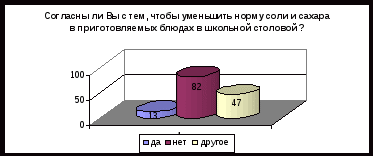 Согласны ли Вы с тем, чтобы уменьшить норму соли и сахара
в приготовляемых блюдах в школьной столовой?
100
50
0
13
82
47
да нет другое